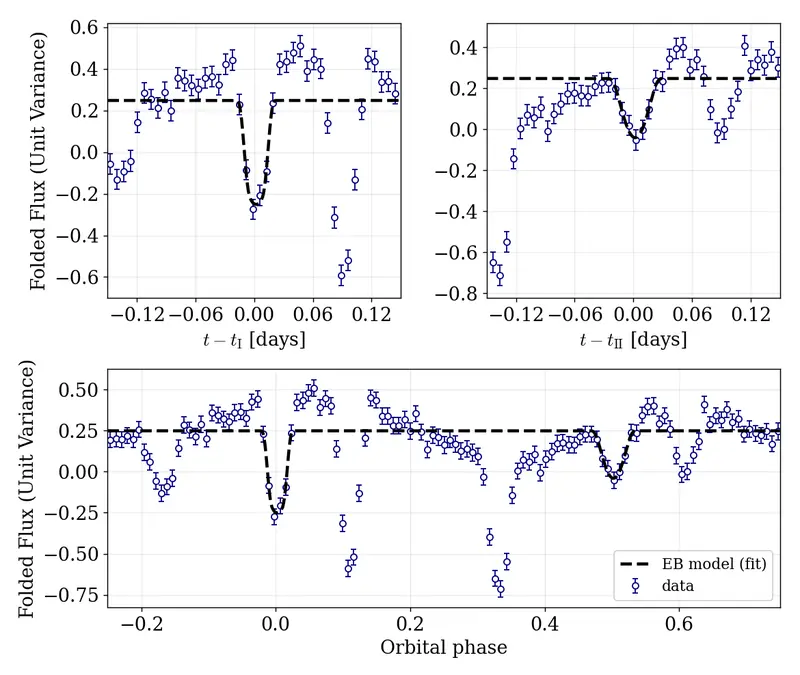 Folded Flux (Unit Variance)
0.6
0.4
0.2
0.0
−0.2
−0.4
−0.6
−0.12 −0.06 0.00 0.06 0.12
t − tI [days]
0.4
0.2
0.0
−0.2
−0.4
−0.6
−0.8
−0.12 −0.06 0.00 0.06 0.12
t − tII [days]
Folded Flux (Unit Variance)
0.50
0.25
0.00
−0.25
−0.50
−0.75
−0.2 0.0 0.2 0.4 0.6
Orbital phase
EB model (fit)
data